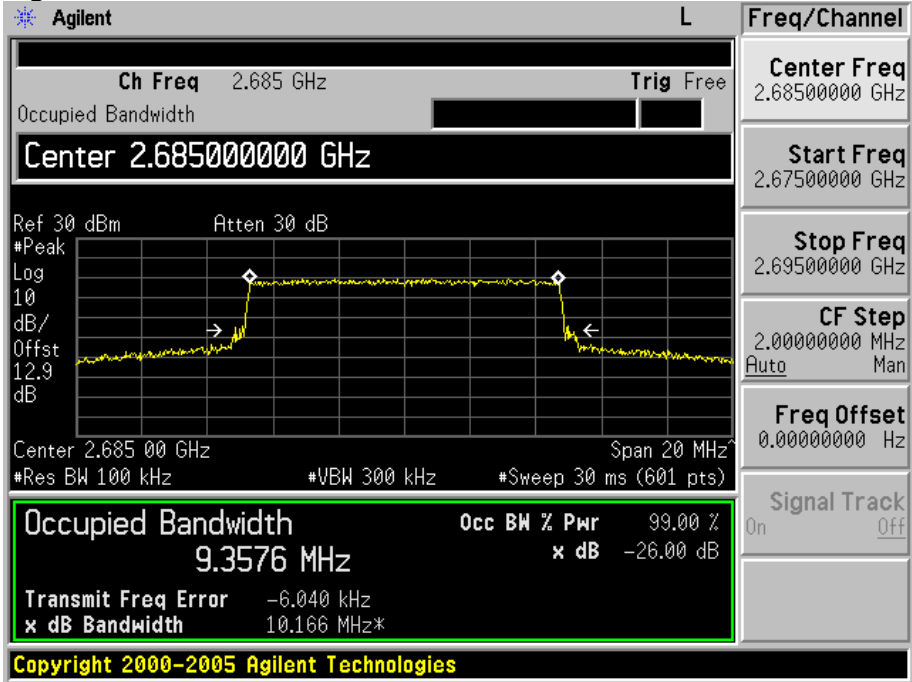 Agilent L Freq/Channel
Ch Freq 2.685 GHz Trig Free
Occupied Bandwidth
Center 2.685000000 GHz
Ref 30 dBm Atten 30 dB
#Peak
Log
10
dB/
Offst
12.9
dB
Center 2.685 00 GHz Span 20 MHz^
#Res BW 100 kHz #VBW 300 kHz #Sweep 30 ms (601 pts)
Occupied Bandwidth Occ BW % Pwr 99.00 %
9.3576 MHz x dB -26.00 dB
Transmit Freq Error -6.040 kHz
x dB Bandwidth 10.166 MHz*
Copyright 2000-2005 Agilent Technologies
Center Freq
2.68500000 GHz
Start Freq
2.67500000 GHz
Stop Freq
2.69500000 GHz
CF Step
2.00000000 MHz
Auto Man
Freq Offset
0.00000000 Hz
Signal Track
On Off